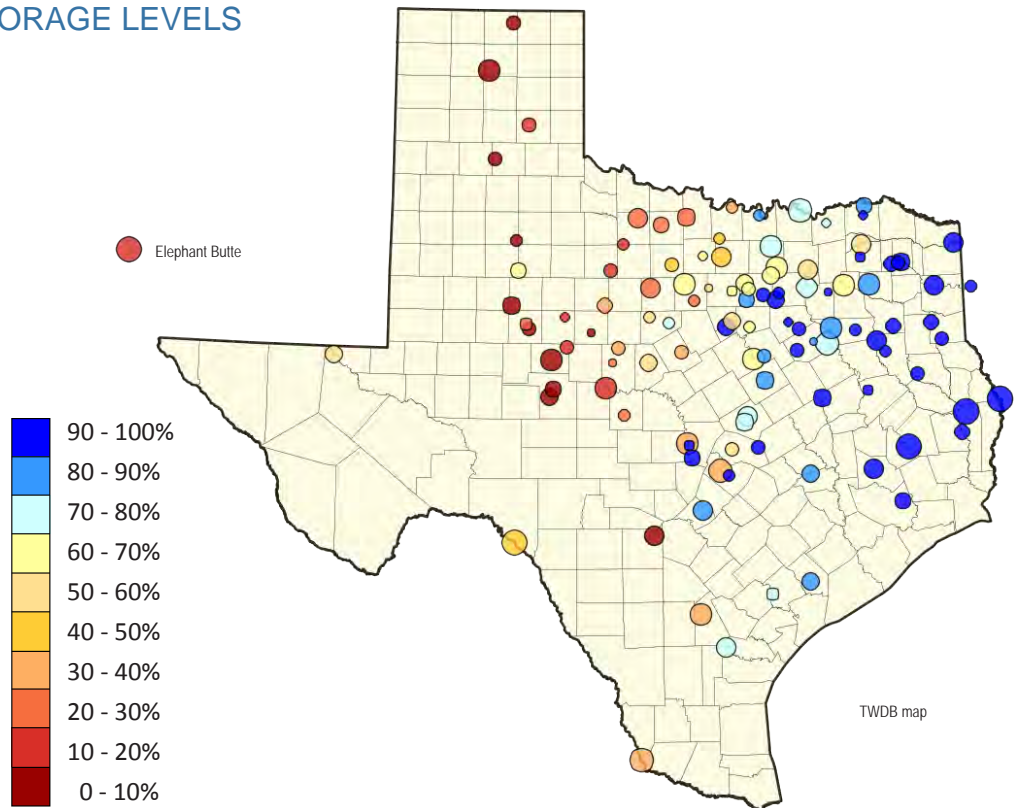 ORAGE LEVELS
Elephant Butte
90 - 100%
80 - 90%
70 - 80%
60 - 70%
50 - 60%
40 - 50%
30 - 40%
20 - 30%
10 - 20%
0 - 10%
TWDB map